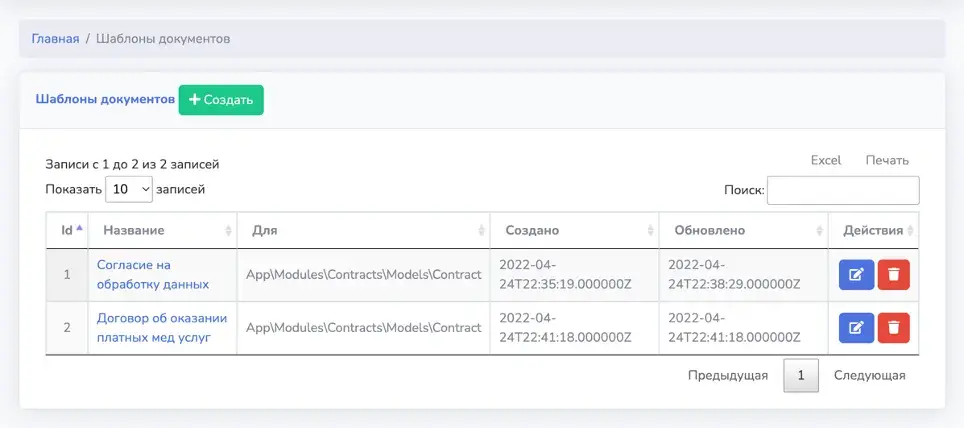 Главная / Шаблоны документов
Шаблоны документов + Создать
Записи с 1 до 2 из 2 записей
Excel Печать
Показать 10 записей
Поиск:
Id Название Для Создано Обновлено Действия
1 Согласие на обработку данных App\Modules\Contracts\Models\Contract 2022-04-24T22:35:19.000000Z 2022-04-24T22:38:29.000000Z
2 Договор об оказании платных мед услуг App\Modules\Contracts\Models\Contract 2022-04-24T22:41:18.000000Z 2022-04-24T22:41:18.000000Z
Предыдущая 1 Следующая